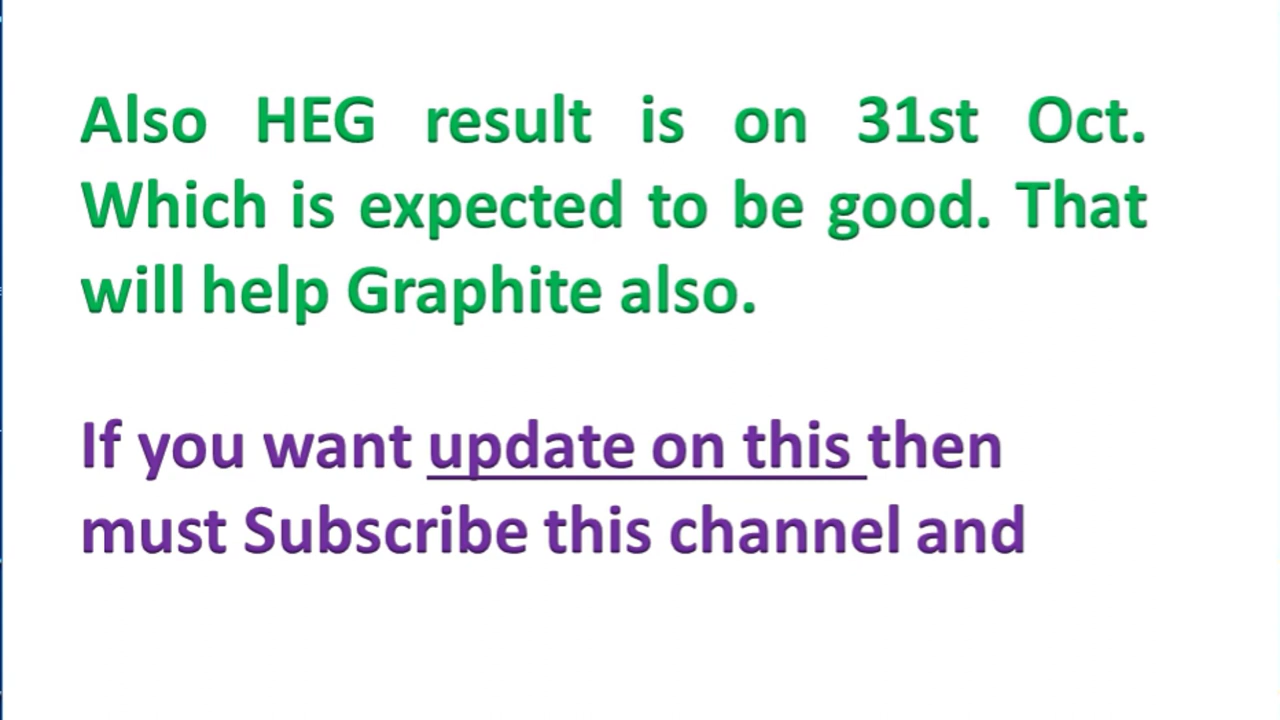 Also HEG result is on 31st Oct.
Which is expected to be good. That
will help Graphite also.
If you want update on this then
must Subscribe this channel and